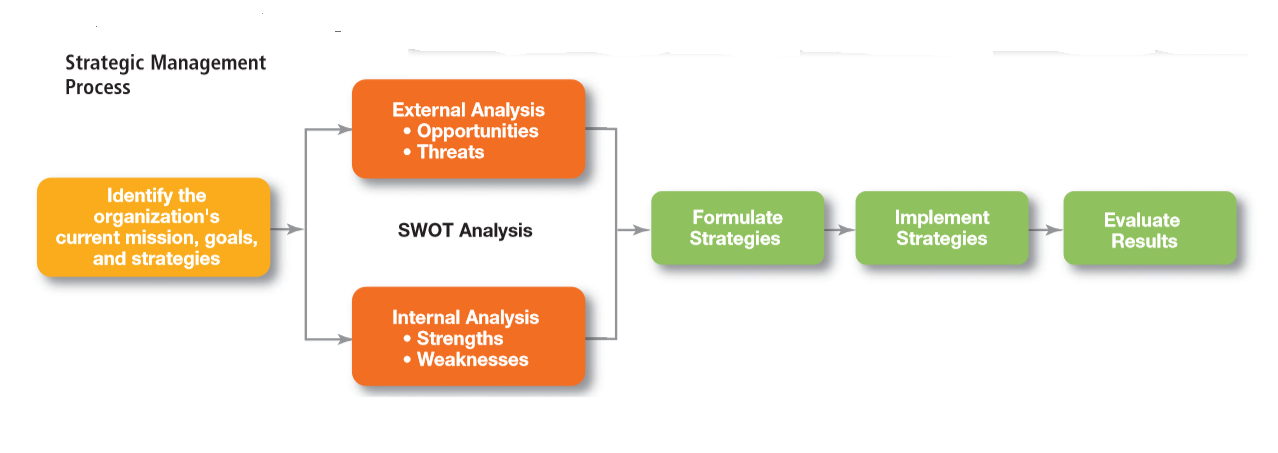 Strategic Management
Process
External Analysis
• Opportunities
• Threats
Identify the
organization's
current mission, goals,
and strategies
SWOT Analysis
Formulate
Strategies
Implement
Strategies
Evaluate
Results
Internal Analysis
• Strengths
• Weaknesses